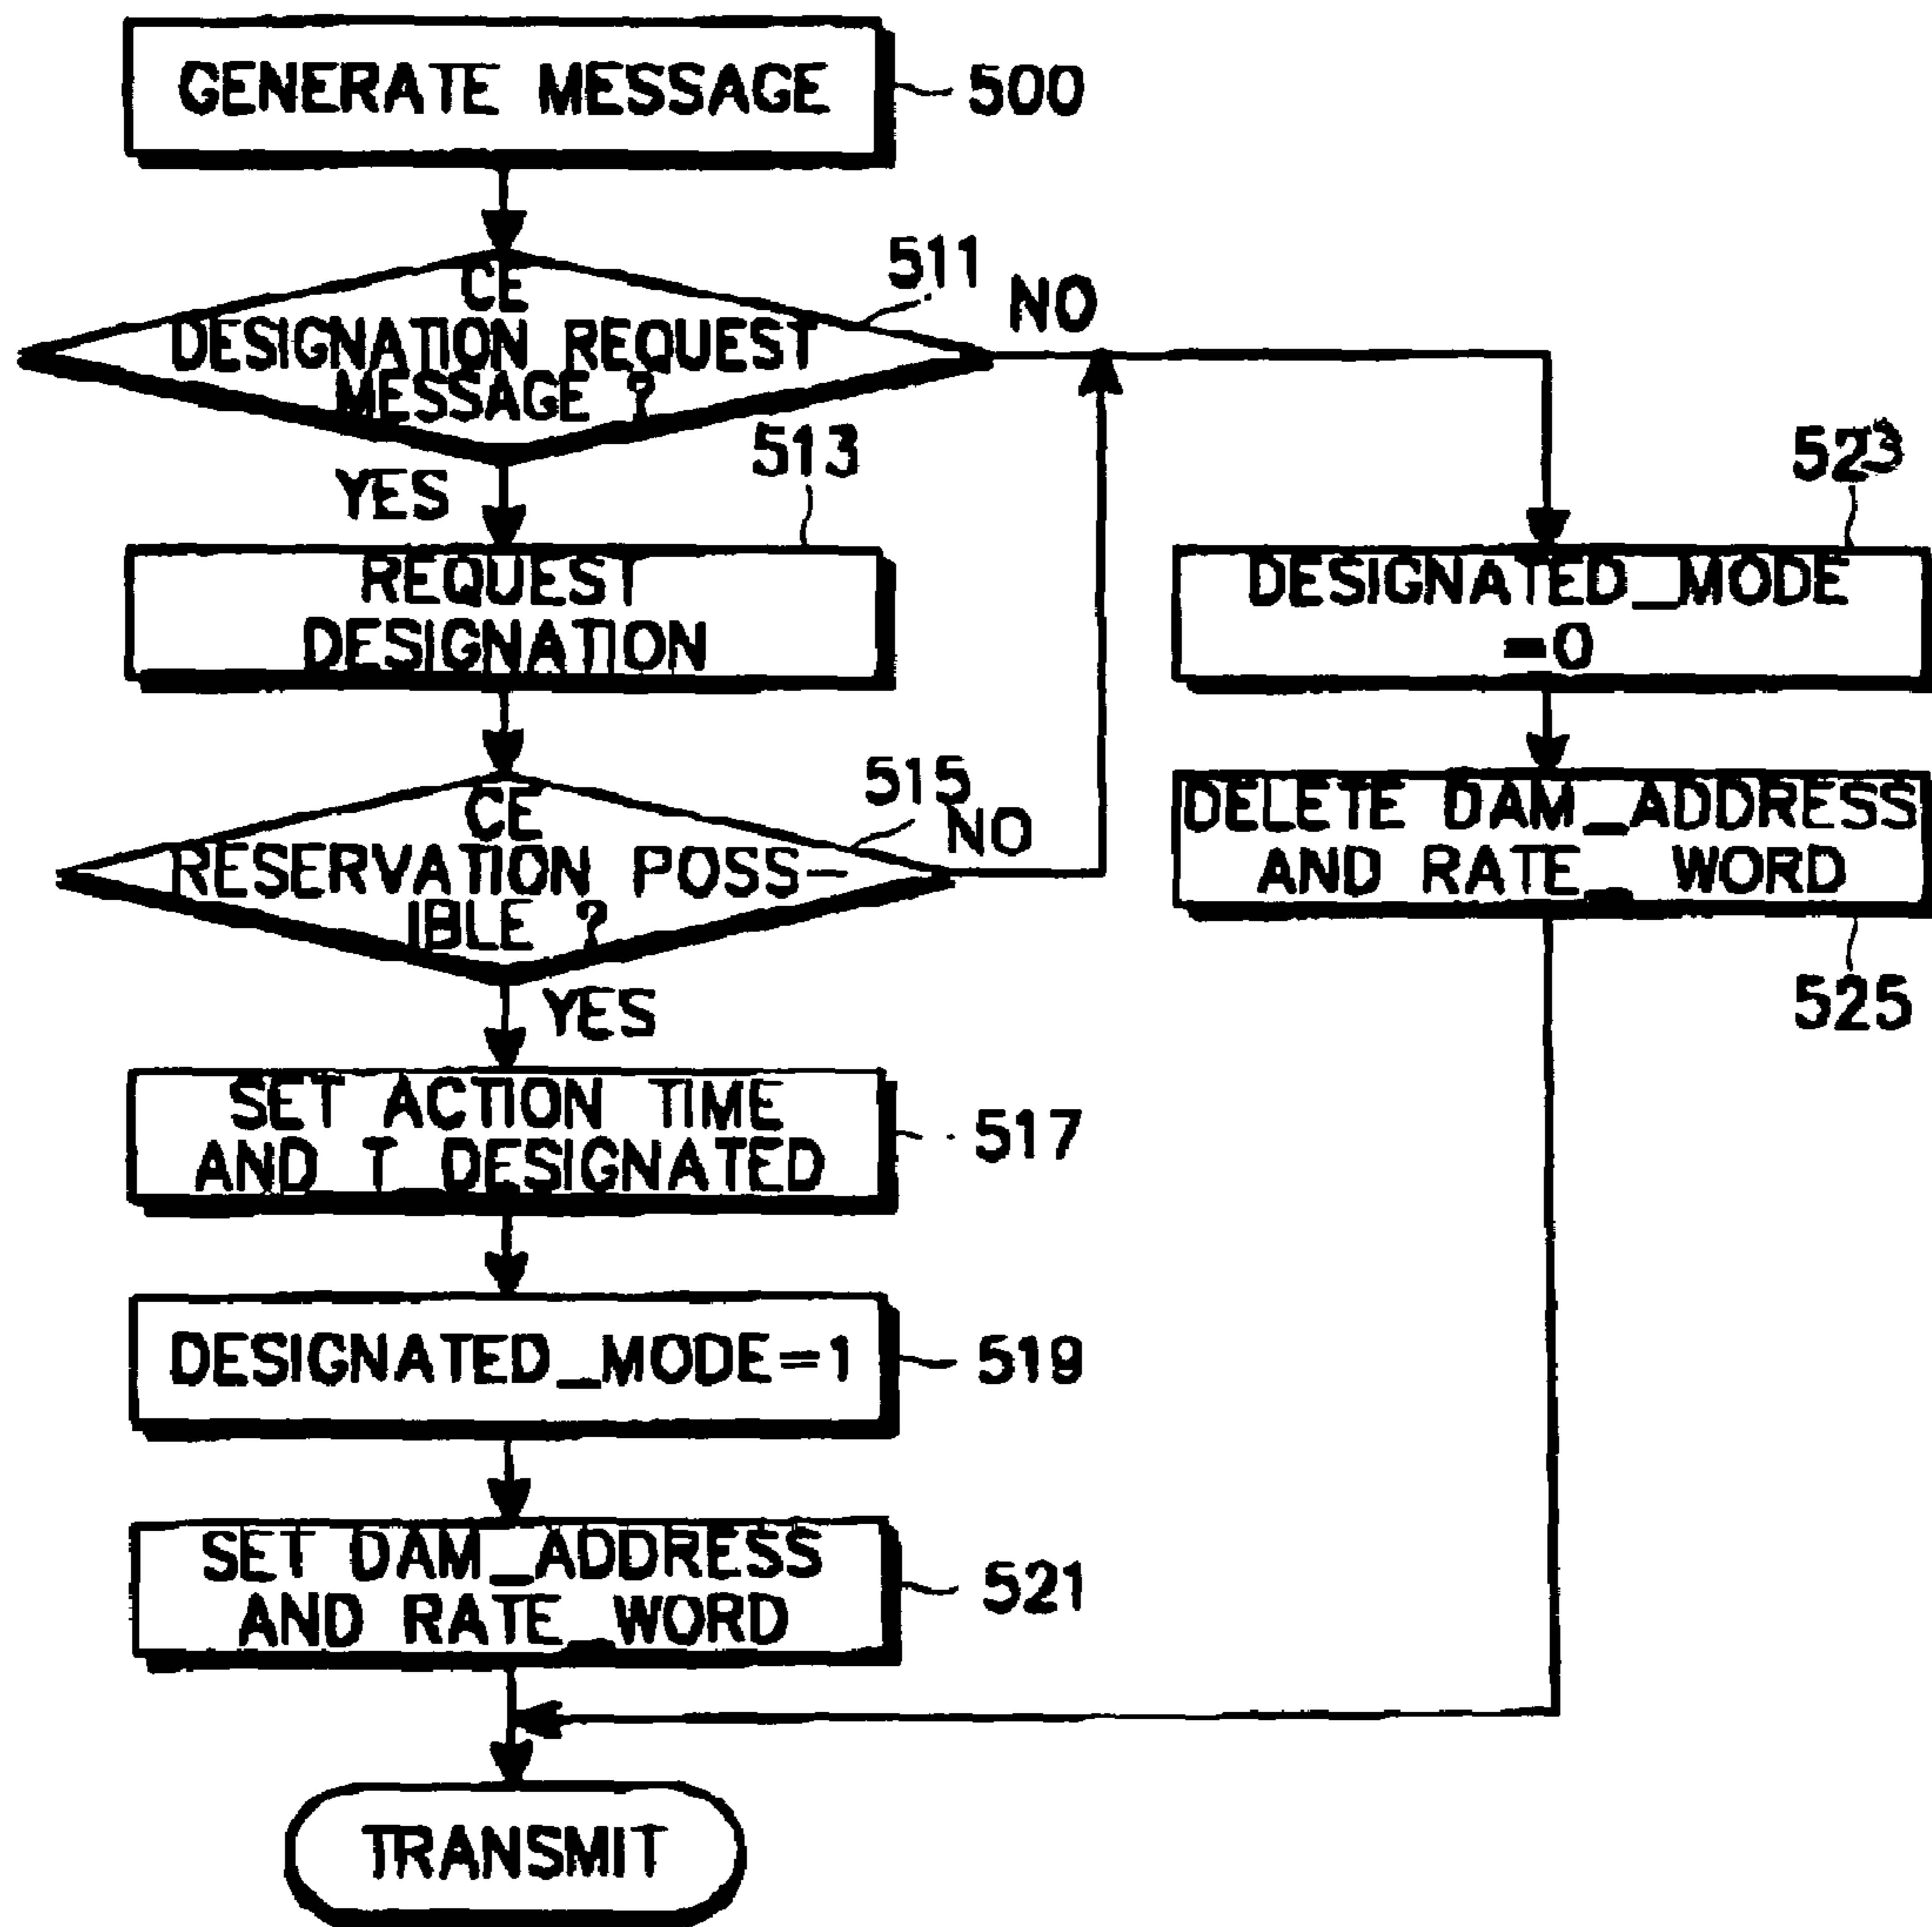 GENERATE MESSAGE
500
CE
DESIGNATION REQUEST
MESSAGE ?
511
NO
YES
513
REQUEST
DESIGNATION
523
DESIGNATED_MODE
=0
CE
RESERVATION POSS-
IBLE ?
515
NO
YES
DELETE DAM_ADDRESS
AND RATE_ WORD
525
SET ACTION TIME
AND T DESIGNATED
517
DESIGNATED_MODE=1
519
SET DAM_ADDRESS
AND RATE_WORD
521
TRANSMIT